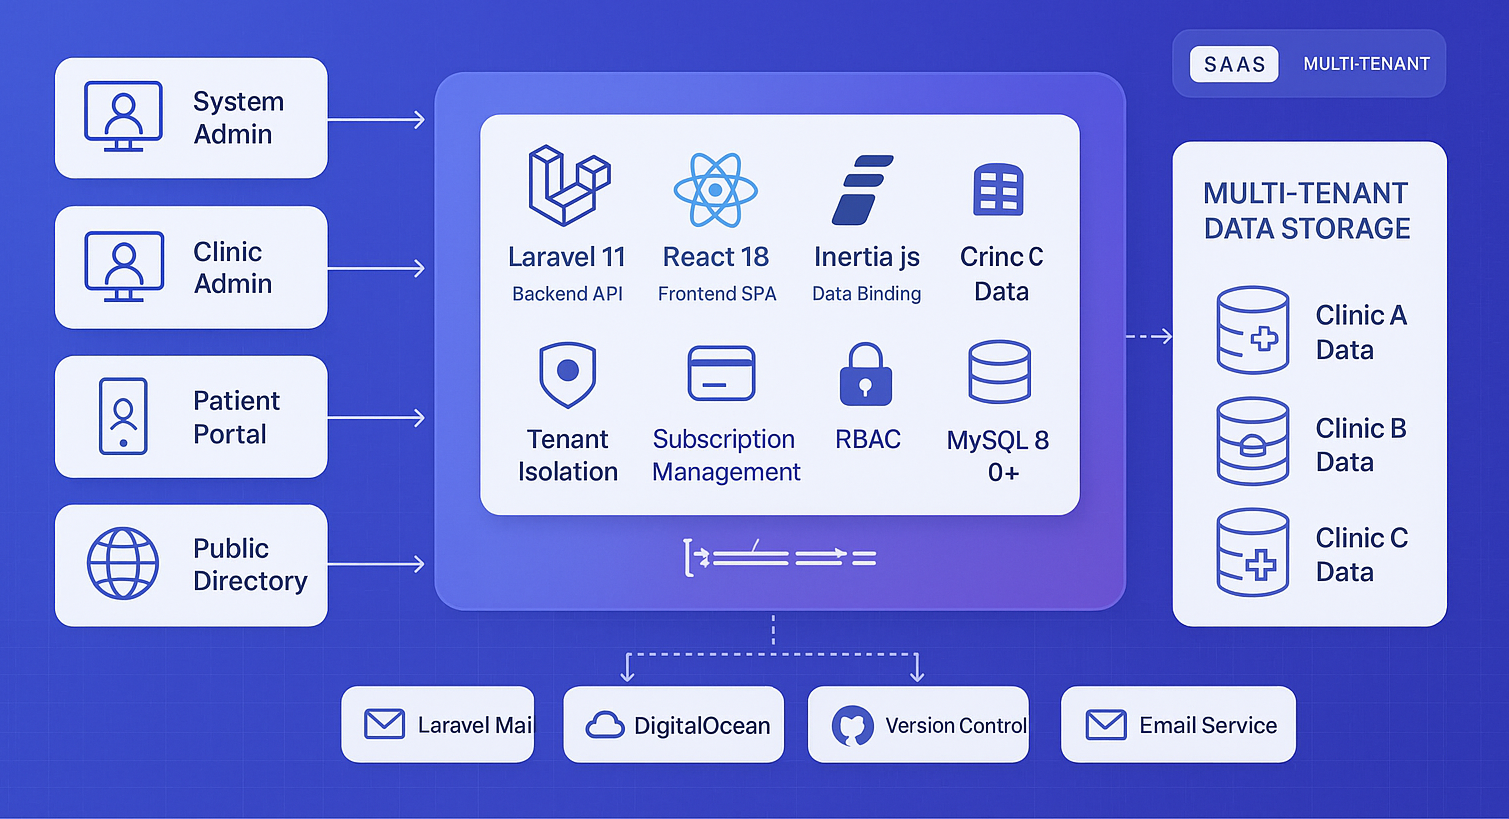 SAAS MULTI-TENANT
System
Admin
Clinic
Admin
Patient
Portal
Public
Directory
Laravel 11
Backend API
React 18
Frontend SPA
Inertia js
Data Binding
Crinc C
Data
Tenant
Isolation
Subscription
Management
RBAC
MySQL 8
0+
MULTI-TENANT
DATA STORAGE
Clinic A
Data
Clinic B
Data
Clinic C
Data
Laravel Mail
DigitalOcean
Version Control
Email Service